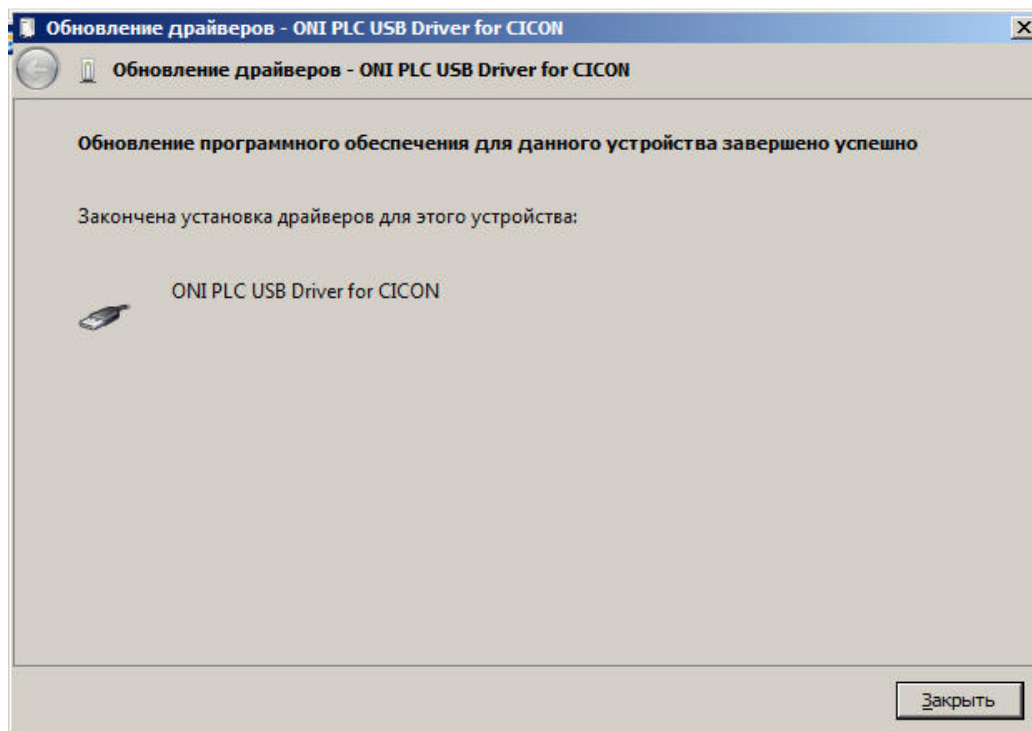 Обновление драйверов - ONI PLC USB Driver for CICON
Обновление драйверов - ONI PLC USB Driver for CICON
Обновление программного обеспечения для данного устройства завершено успешно
Закончена установка драйверов для этого устройства:
ONI PLC USB Driver for CICON
Закрыть